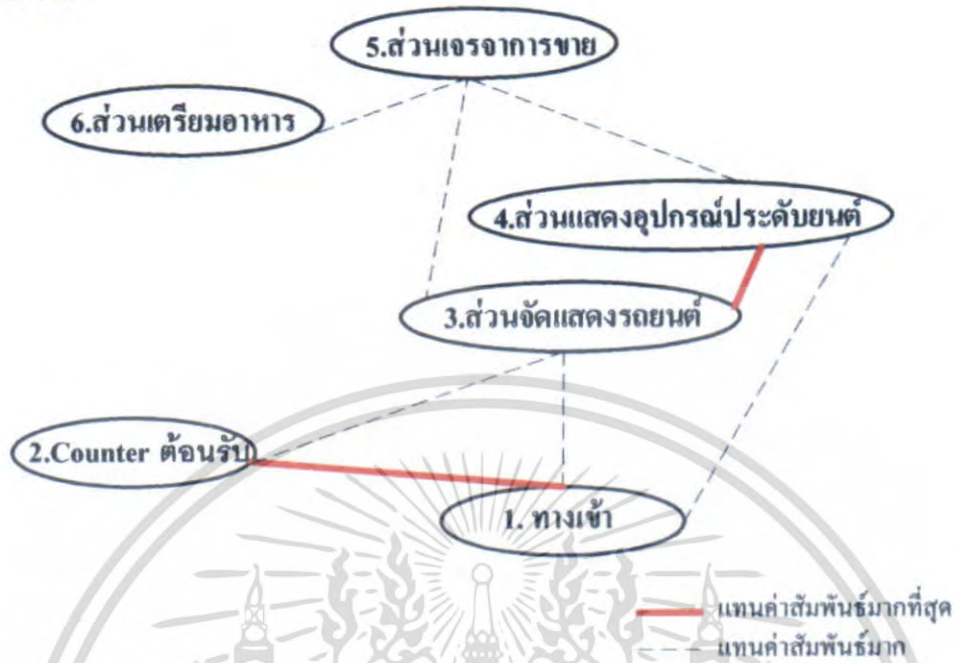 5.ส่วนเจรจาการขาย
6.ส่วนเตรียมอาหาร
4.ส่วนแสดงอุปกรณ์ประดับยนต์
3.ส่วนจัดแสดงรถยนต์
2.Counter ต้อนรับ
1. ทางเข้า
แทนค่าสัมพันธ์มากที่สุด
แทนค่าสัมพันธ์มาก